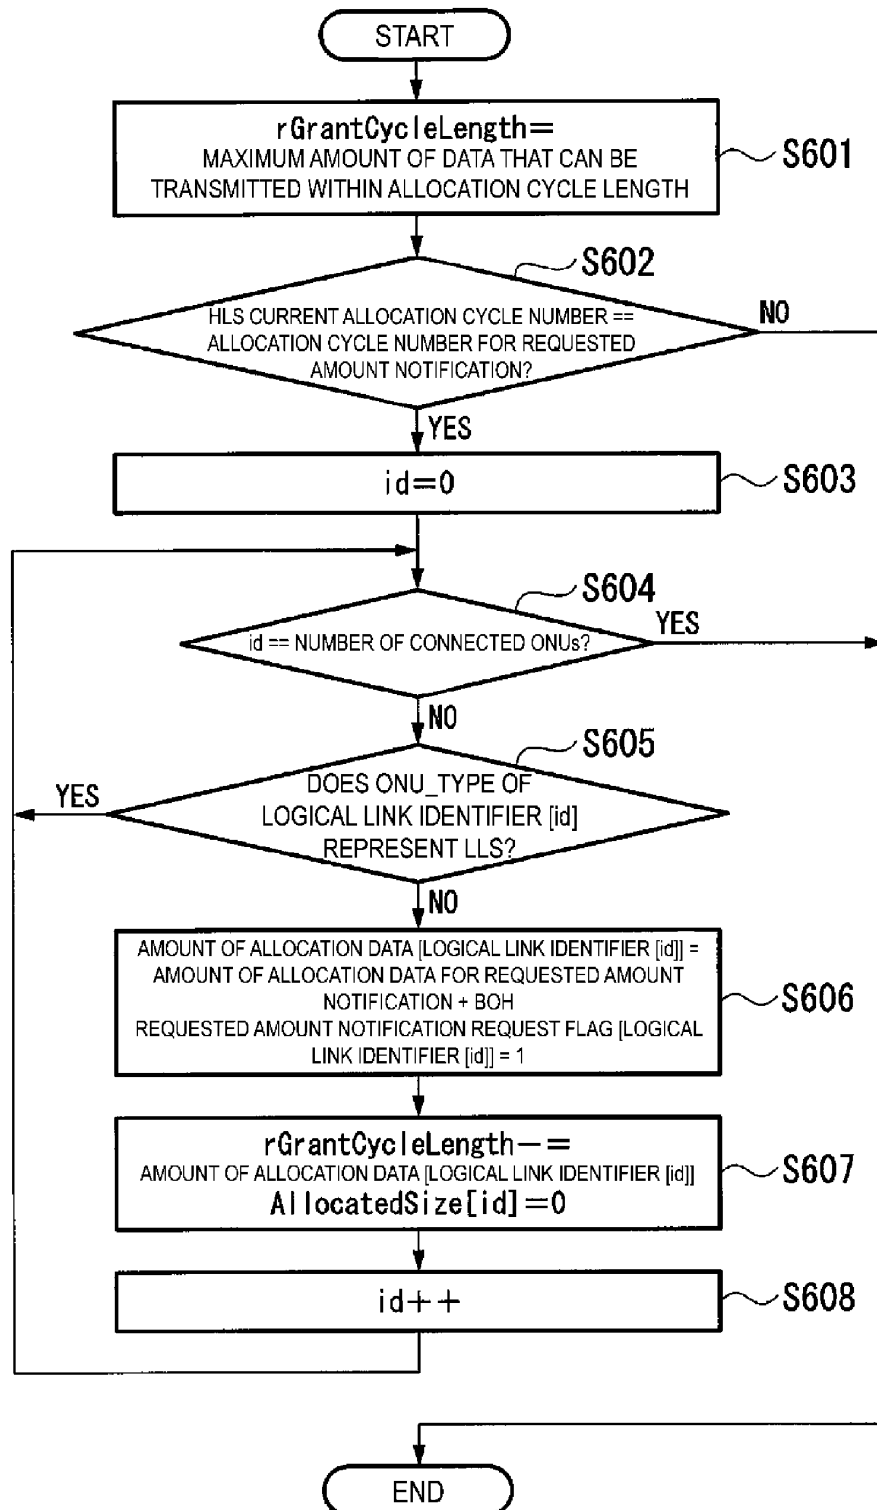 START
rGrantCycleLength=
MAXIMUM AMOUNT OF DATA THAT CAN BE
TRANSMITTED WITHIN ALLOCATION CYCLE LENGTH
S601
S602
HLS CURRENT ALLOCATION CYCLE NUMBER ==
ALLOCATION CYCLE NUMBER FOR REQUESTED
AMOUNT NOTIFICATION?
NO
YES
id=0
S603
S604
id == NUMBER OF CONNECTED ONUs?
YES
NO
S605
DOES ONU_TYPE OF
LOGICAL LINK IDENTIFIER [id]
REPRESENT LLS?
YES
NO
AMOUNT OF ALLOCATION DATA [LOGICAL LINK IDENTIFIER [id]] =
AMOUNT OF ALLOCATION DATA FOR REQUESTED AMOUNT
NOTIFICATION + BOH
REQUESTED AMOUNT NOTIFICATION REQUEST FLAG [LOGICAL
LINK IDENTIFIER [id]] = 1
S606
rGrantCycleLength-=
AMOUNT OF ALLOCATION DATA [LOGICAL LINK IDENTIFIER [id]]
AllocatedSize[id]=0
S607
id++
S608
END